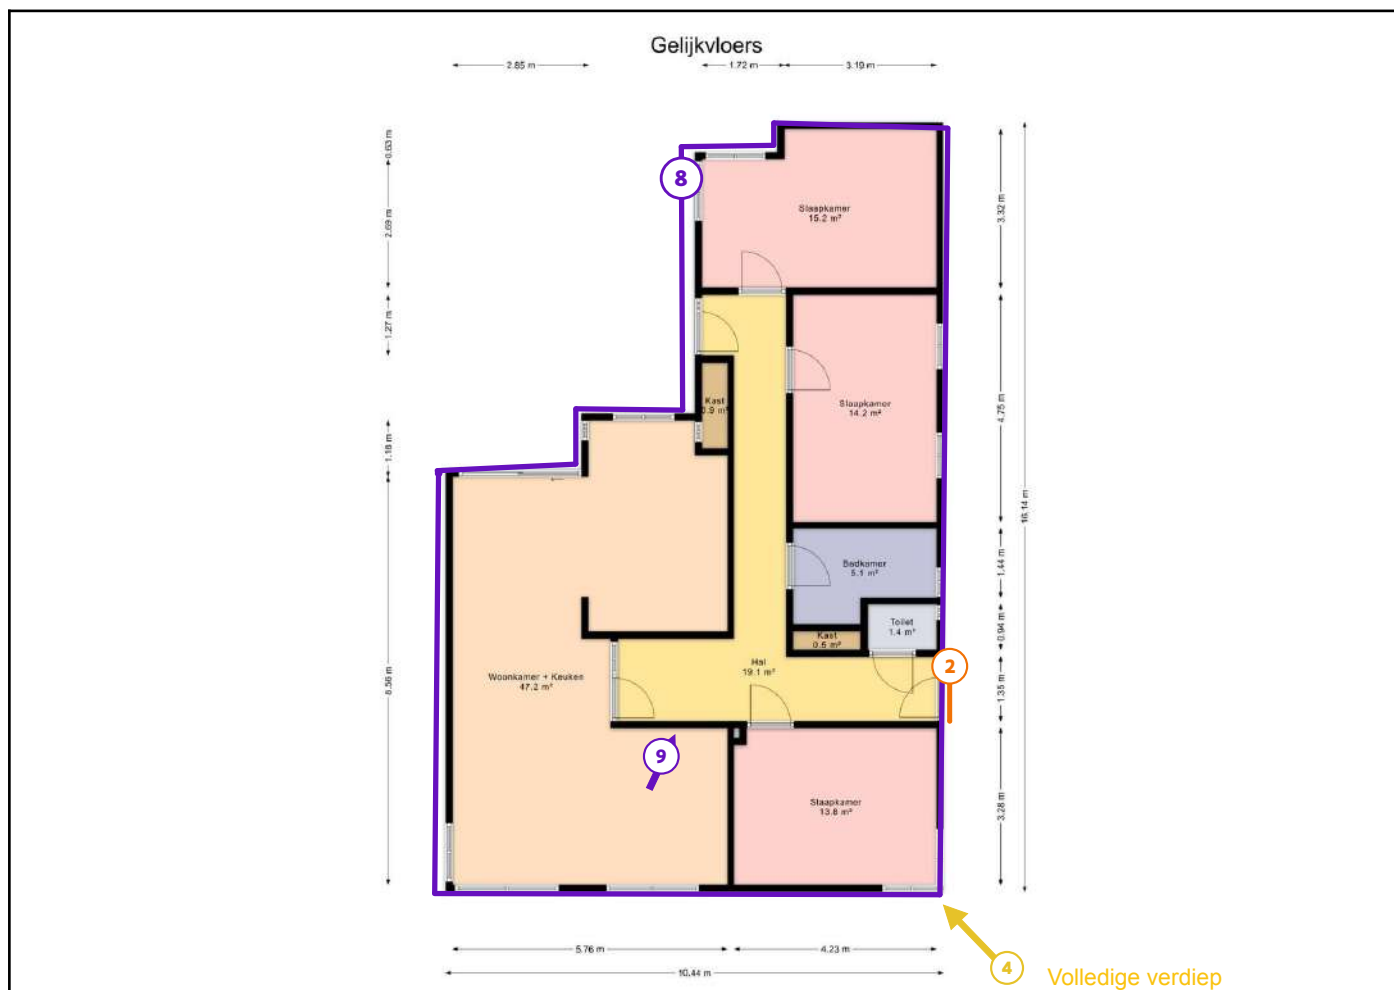 Gelijkvloers
2.85 m
1.72 m
3.19 m
0.63 m
2.69 m
1.27 m
1.18 m
8.56 m
8
Slaapkamer
15.2 m²
3.32 m
Slaapkamer
14.2 m²
4.75 m
16.14 m
Kast
0.9 m²
Badkamer
5.1 m²
1.44 m
Toilet
1.4 m²
0.94 m
Kast
0.5 m²
Hal
19.1 m²
2
1.35 m
Woonkamer + Keuken
47.2 m²
9
Slaapkamer
13.8 m²
3.28 m
5.76 m
4.23 m
10.44 m
4
Volledige verdiep